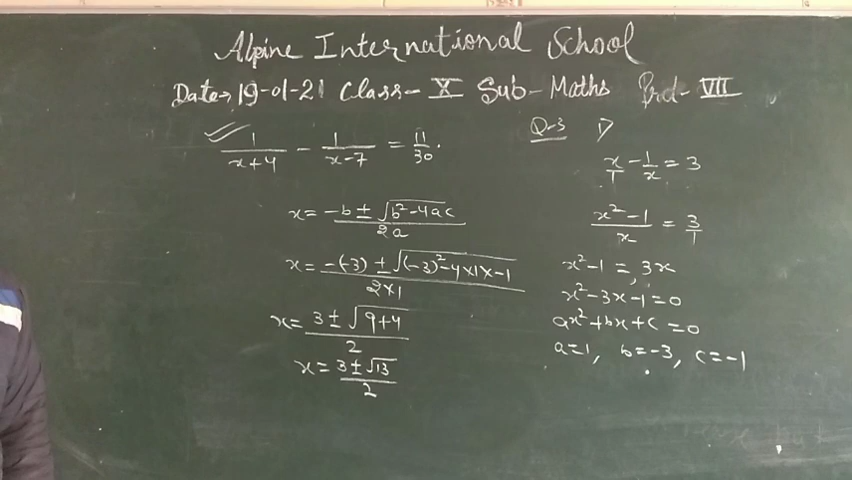 Alpine International School
Date→ 19-01-21 Class- X Sub- Maths Prd- VII
✓ 1/(x+4) - 1/(x-7) = 11/30.
x = (-b ± √(b²-4ac))/2a
x = (-(-3) ± √((-3)²-4×1×-1))/(2×1)
x = (3 ± √(9+4))/2
x = (3 ± √13)/2
Q-3 i)
x/1 - 1/x = 3
(x²-1)/x = 3/1
x²-1 = 3x
x²-3x-1=0
ax²+bx+c=0
a=1, b=-3, c=-1